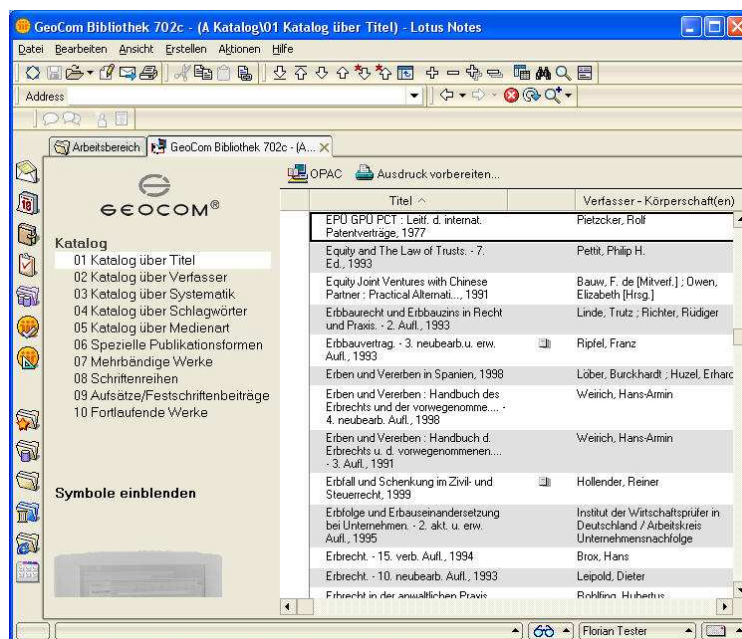 GeoCom Bibliothek 702c - (A Katalog\01 Katalog über Titel) - Lotus Notes
Datei Bearbeiten Ansicht Erstellen Aktionen Hilfe
Address
Arbeitsbereich
GeoCom Bibliothek 702c - (A...
OPAC Ausdruck vorbereiten...
GEOCOM®
Katalog
01 Katalog über Titel
02 Katalog über Verfasser
03 Katalog über Systematik
04 Katalog über Schlagwörter
05 Katalog über Medienart
06 Spezielle Publikationsformen
07 Mehrbändige Werke
08 Schriftenreihen
09 Aufsätze/Festschriftenbeiträge
10 Fortlaufende Werke
Symbole einblenden
Titel Verfasser - Körperschaft(en)
EPÜ GPÜ PCT : Leitf. d. internat. Pietzcker, Rolf
Patentverträge, 1977
Equity and The Law of Trusts. - 7. Pettit, Philip H.
Ed., 1993
Equity Joint Ventures with Chinese Bauw, F. de [Mitverf.] ; Owen,
Partner : Practical Alternati..., 1991 Elizabeth [Hrsg.]
Erbbaurecht und Erbbauzins in Recht Linde, Trutz ; Richter, Rüdiger
und Praxis. - 2. Aufl., 1993
Erbbauvertrag. - 3. neubearb.u. erw. Ripfel, Franz
Aufl., 1993
Erben und Vererben in Spanien, 1998 Löber, Burckhardt ; Huzel, Erhard
Erben und Vererben : Handbuch des Weirich, Hans-Armin
Erbrechts und der vorwegenomme.... -
4. neubearb. Aufl., 1998
Erben und Vererben : Handbuch d. Weirich, Hans-Armin
Erbrechts u. d. vorwegenommenen....
- 3. Aufl., 1991
Erbfall und Schenkung im Zivil- und Hollender, Reiner
Steuerrecht, 1999
Erbfolge und Erbauseinandersetzung Institut der Wirtschaftsprüfer in
bei Unternehmen. - 2. akt. u. erw. Deutschland / Arbeitskreis
Aufl., 1995 Unternehmensnachfolge
Erbrecht. - 15. verb. Aufl., 1994 Brox, Hans
Erbrecht. - 10. neubearb. Aufl., 1993 Leipold, Dieter
Erbrecht in der anwaltlichen Praxis Rohlfing, Hubertus
Florian Tester